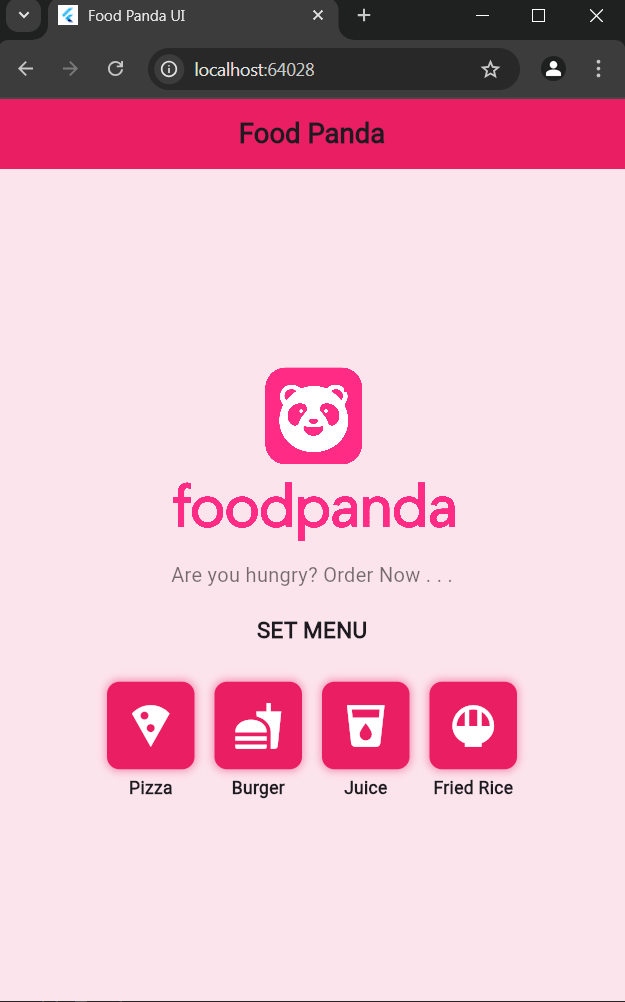 Food Panda UI
localhost:64028
Food Panda
foodpanda
Are you hungry? Order Now . . .
SET MENU
Pizza Burger Juice Fried Rice